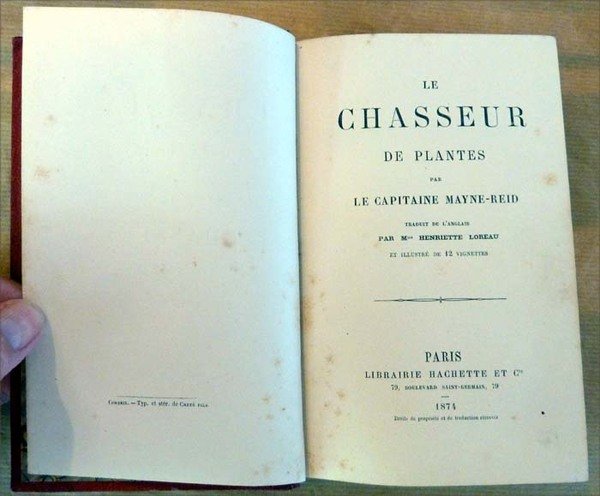 Corbeil. — Typ. et stér. de Crété fils.
LE
CHASSEUR
DE PLANTES
PAR
LE CAPITAINE MAYNE-REID
TRADUIT DE L'ANGLAIS
PAR Mme HENRIETTE LOREAU
ET ILLUSTRÉ DE 12 VIGNETTES
PARIS
LIBRAIRIE HACHETTE ET Cie
79, BOULEVARD SAINT-GERMAIN, 79
1874
Droits de propriété et de traduction réservés